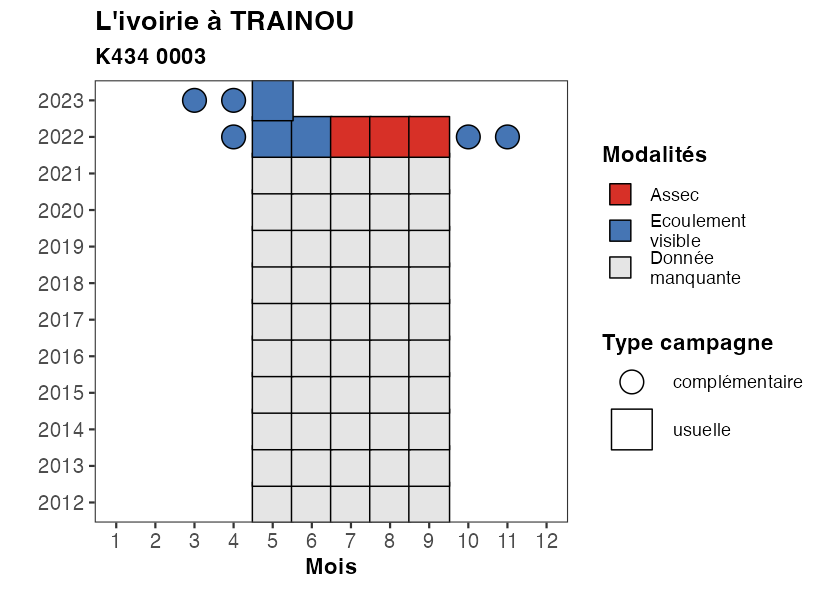 L'ivoirie à TRAINOU
K434 0003
2023
2022
2021
2020
2019
2018
2017
2016
2015
2014
2013
2012
1 2 3 4 5 6 7 8 9 10 11 12
Mois
Modalités
Assec
Ecoulement
visible
Donnée
manquante
Type campagne
complémentaire
usuelle